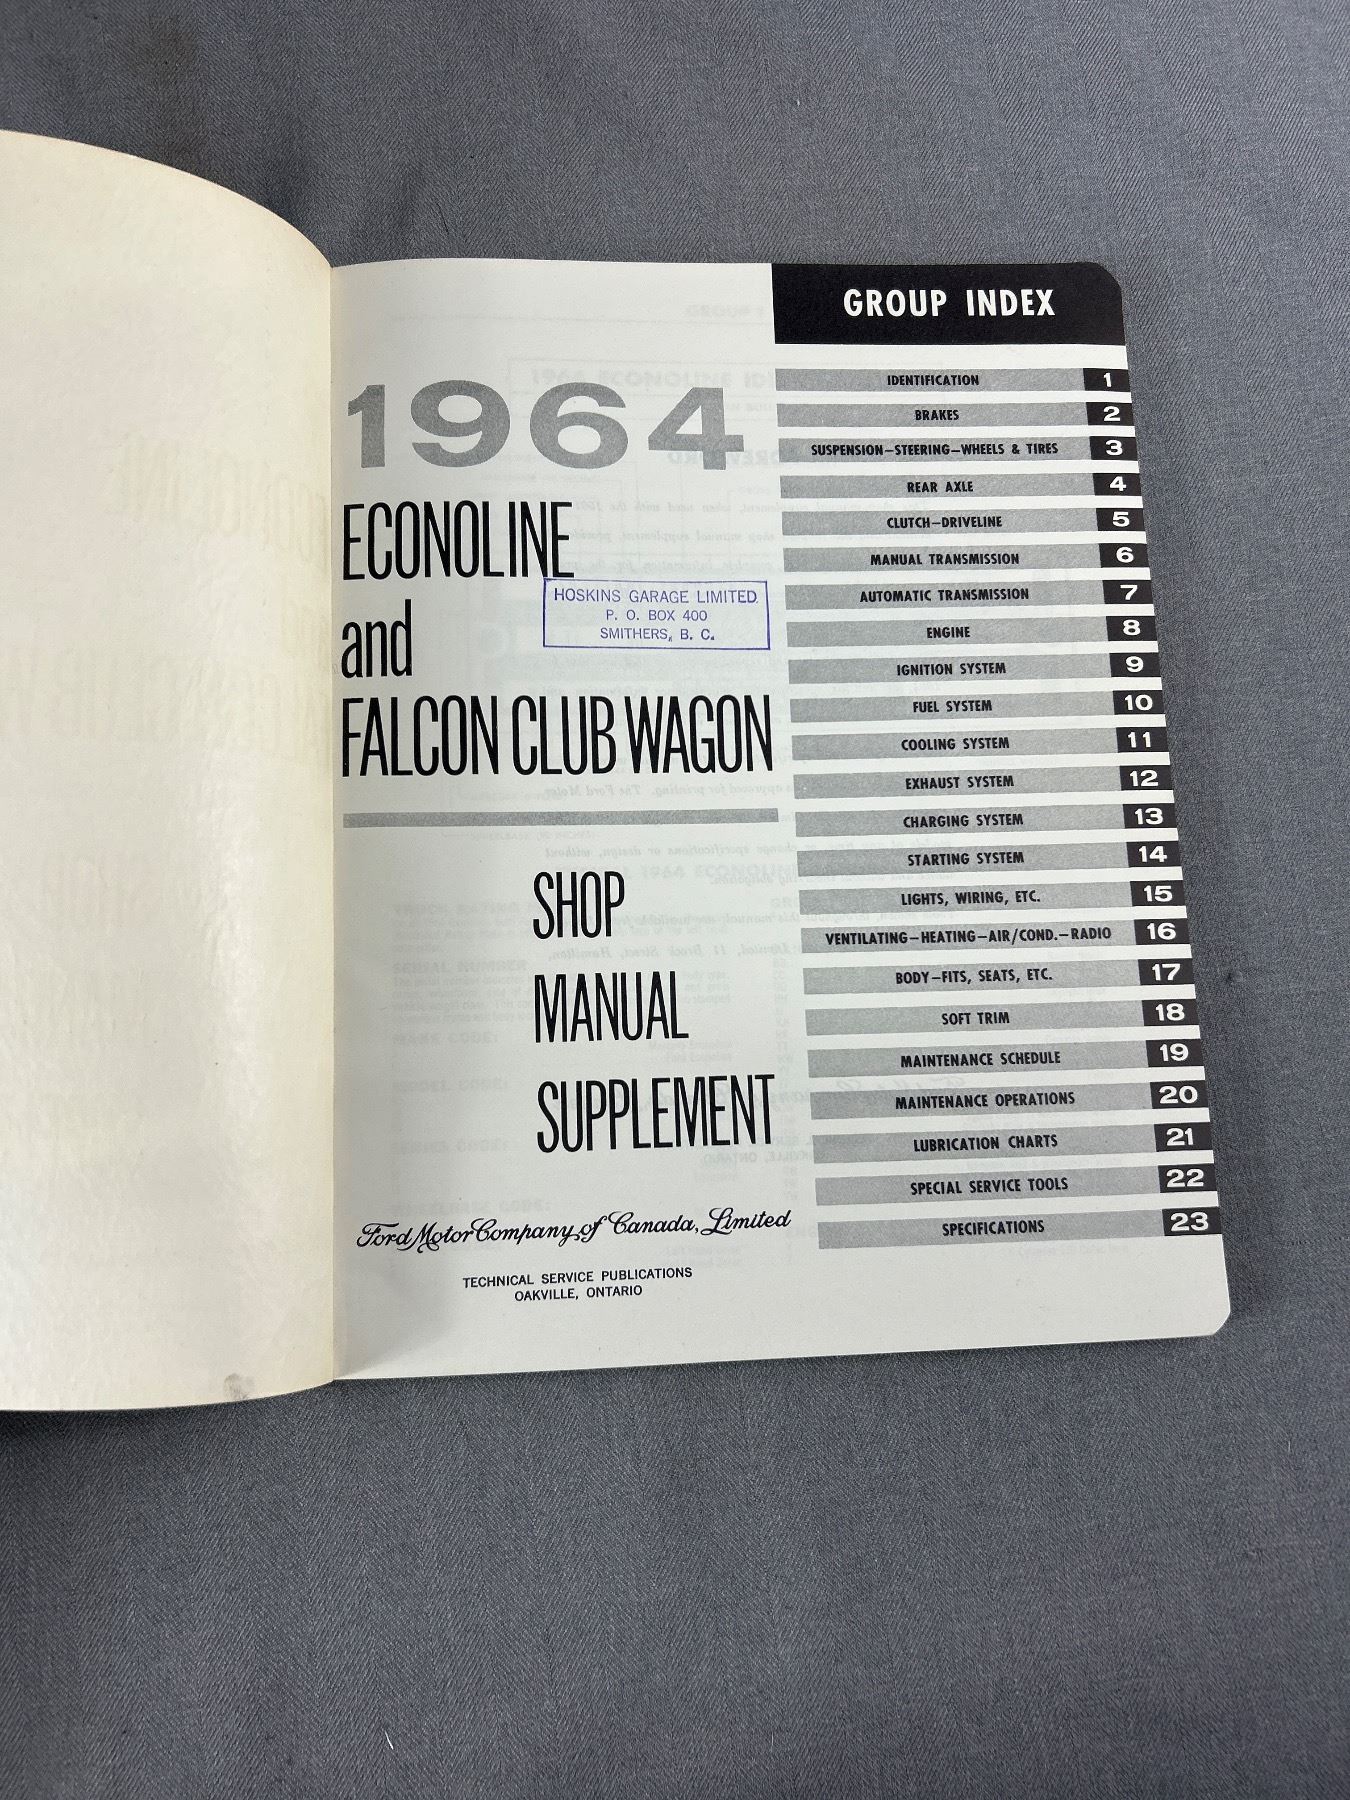 1964
ECONOLINE
and
FALCON CLUB WAGON
HOSKINS GARAGE LIMITED
P. O. BOX 400
SMITHERS, B. C.
SHOP
MANUAL
SUPPLEMENT
Ford Motor Company of Canada, Limited
TECHNICAL SERVICE PUBLICATIONS
OAKVILLE, ONTARIO
GROUP INDEX
IDENTIFICATION 1
BRAKES 2
SUSPENSION—STEERING—WHEELS & TIRES 3
REAR AXLE 4
CLUTCH—DRIVELINE 5
MANUAL TRANSMISSION 6
AUTOMATIC TRANSMISSION 7
ENGINE 8
IGNITION SYSTEM 9
FUEL SYSTEM 10
COOLING SYSTEM 11
EXHAUST SYSTEM 12
CHARGING SYSTEM 13
STARTING SYSTEM 14
LIGHTS, WIRING, ETC. 15
VENTILATING—HEATING—AIR/COND.—RADIO 16
BODY—FITS, SEATS, ETC. 17
SOFT TRIM 18
MAINTENANCE SCHEDULE 19
MAINTENANCE OPERATIONS 20
LUBRICATION CHARTS 21
SPECIAL SERVICE TOOLS 22
SPECIFICATIONS 23